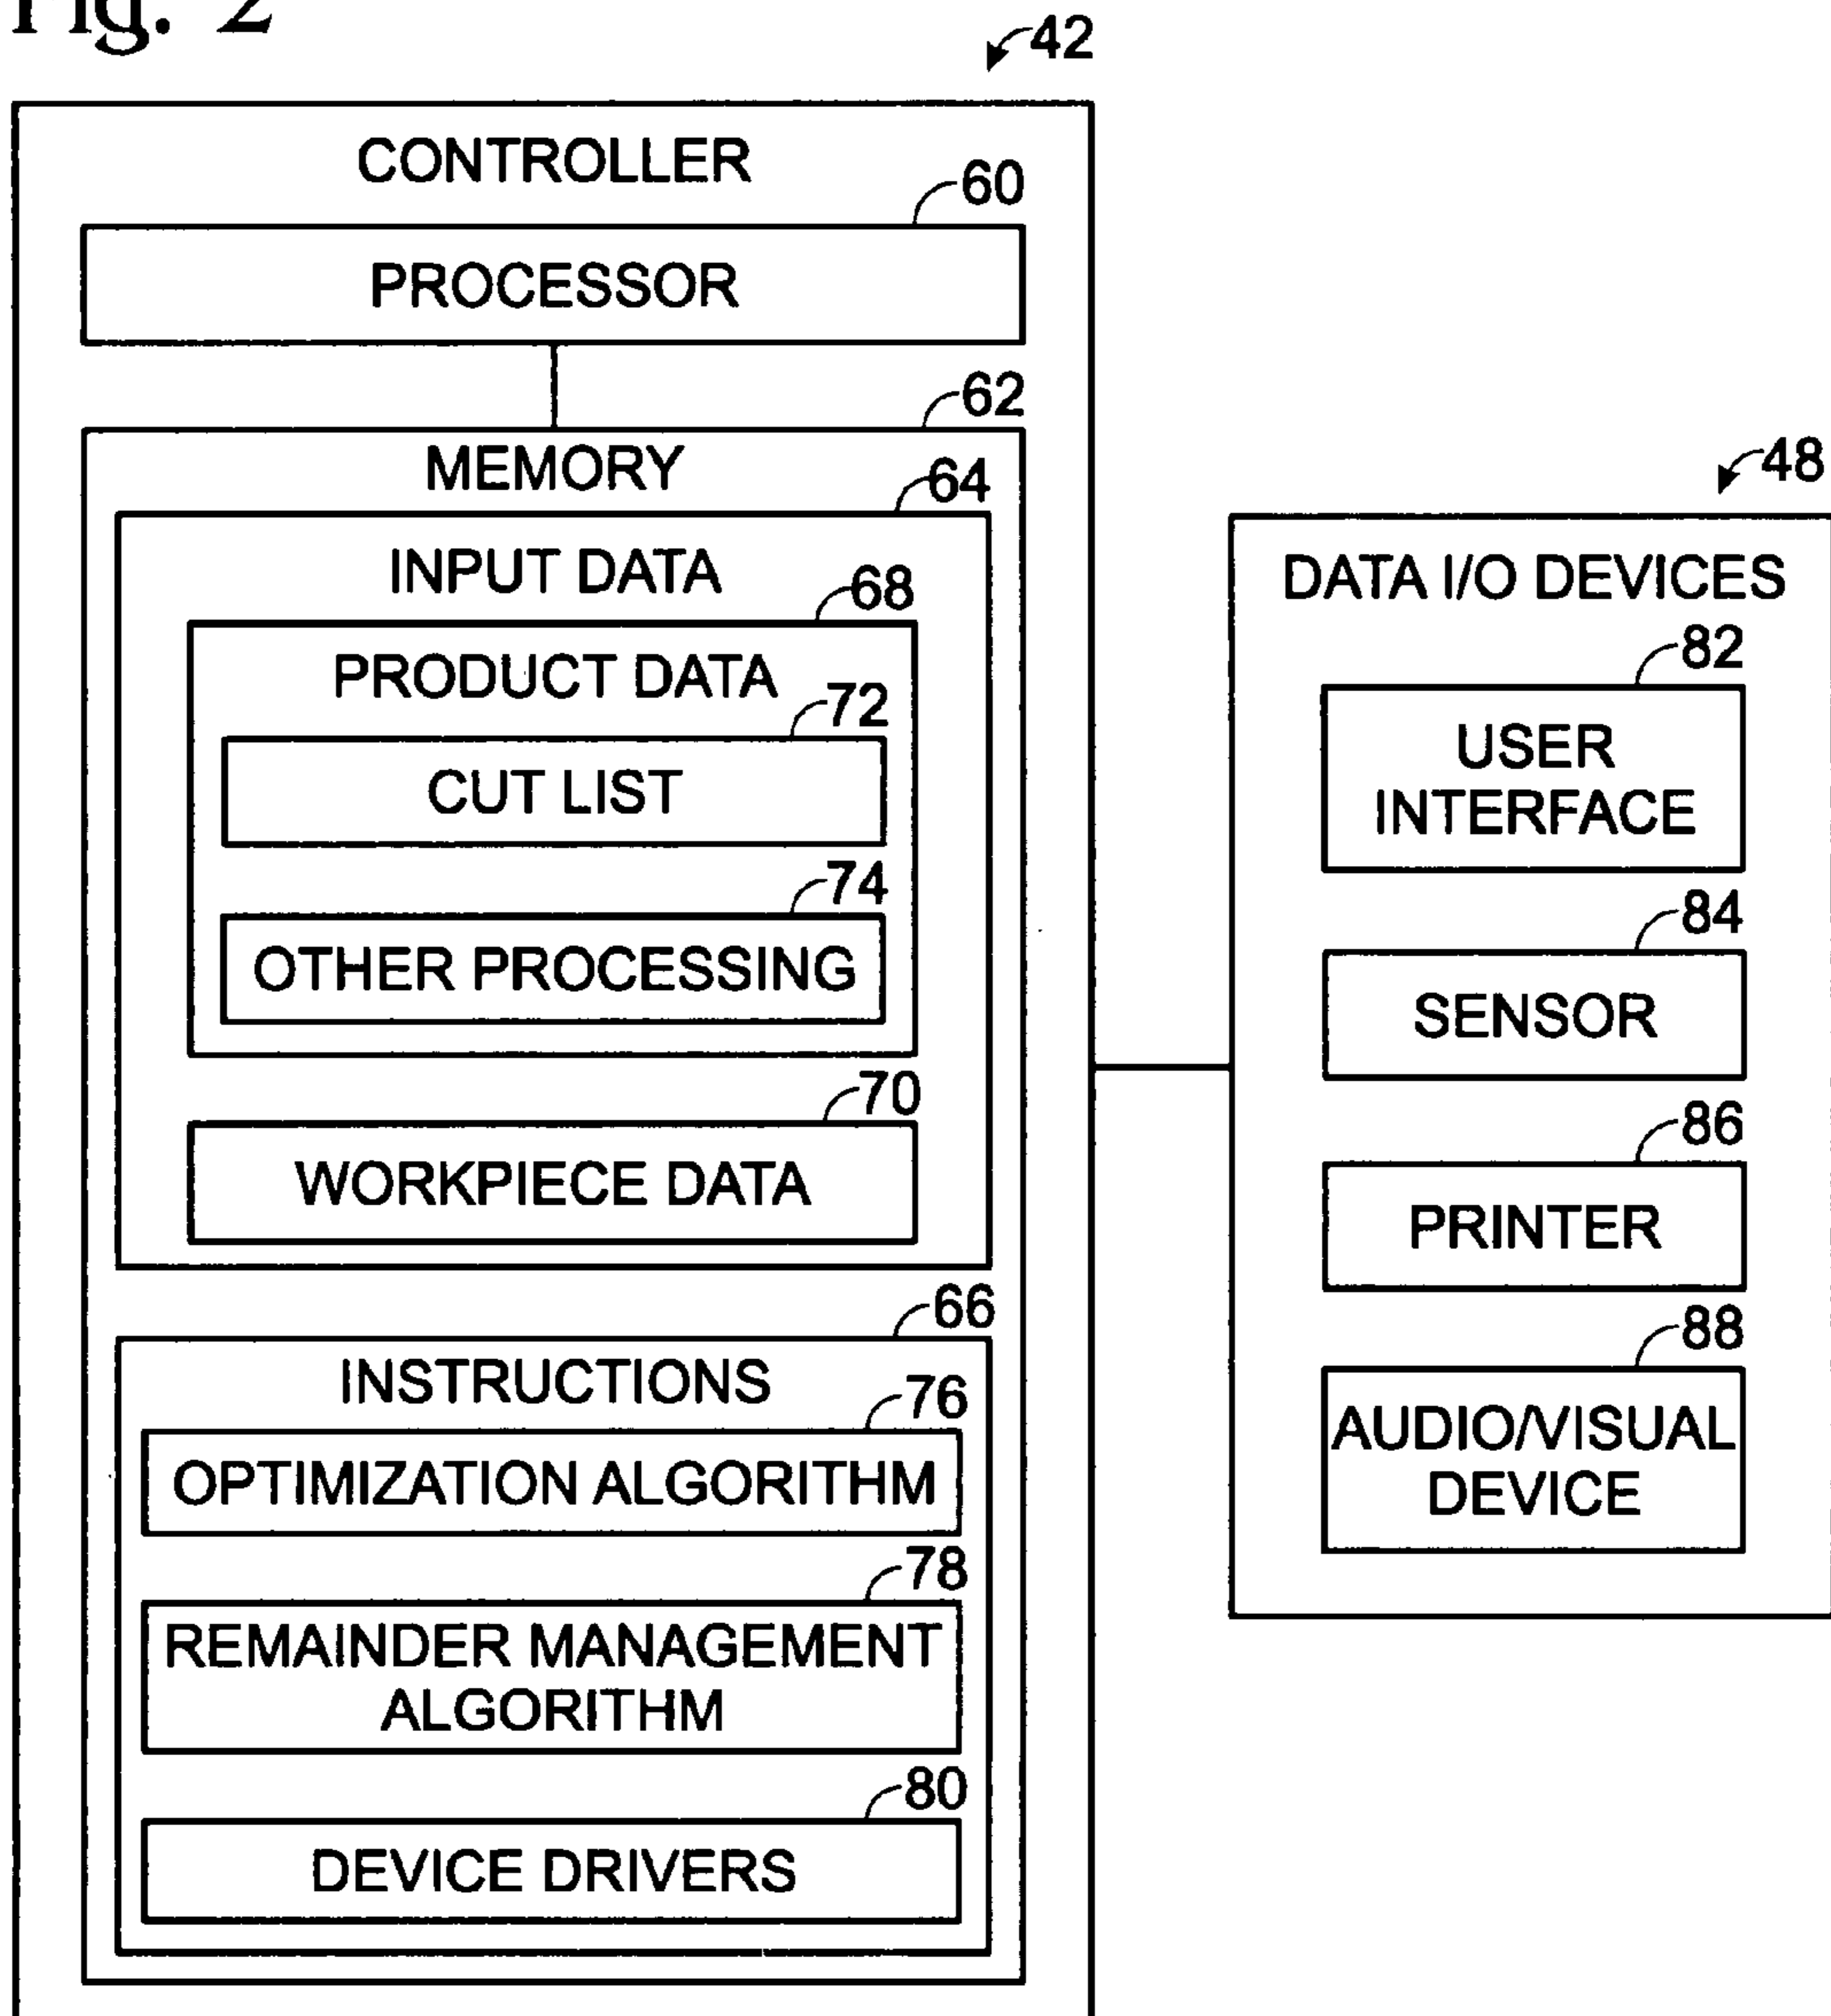 Fig. 2
42
CONTROLLER
60
PROCESSOR
62
MEMORY
64
INPUT DATA
68
PRODUCT DATA
72
CUT LIST
74
OTHER PROCESSING
70
WORKPIECE DATA
66
INSTRUCTIONS
76
OPTIMIZATION ALGORITHM
78
REMAINDER MANAGEMENT
ALGORITHM
80
DEVICE DRIVERS
48
DATA I/O DEVICES
82
USER
INTERFACE
84
SENSOR
86
PRINTER
88
AUDIO/VISUAL
DEVICE